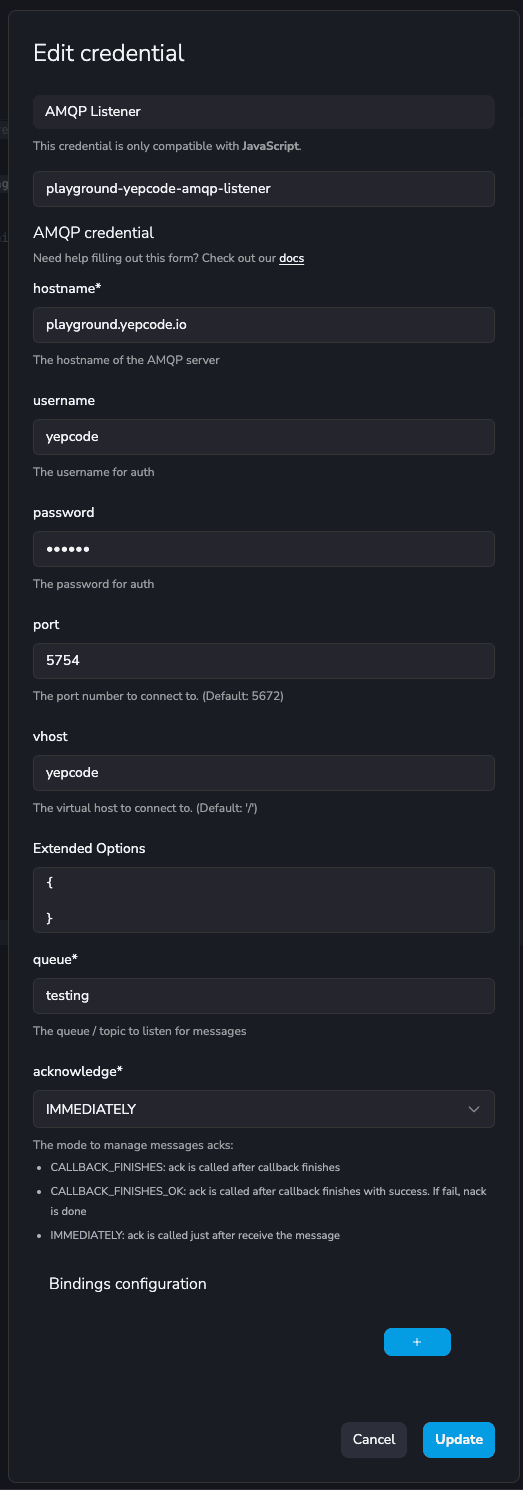 Edit credential
AMQP Listener
This credential is only compatible with JavaScript.
playground-yepcode-amqp-listener
AMQP credential
Need help filling out this form? Check out our docs
hostname*
playground.yepcode.io
The hostname of the AMQP server
username
yepcode
The username for auth
password
••••••
The password for auth
port
5754
The port number to connect to. (Default: 5672)
vhost
yepcode
The virtual host to connect to. (Default: '/')
Extended Options
{
}
queue*
testing
The queue / topic to listen for messages
acknowledge*
IMMEDIATELY
The mode to manage messages acks:
• CALLBACK_FINISHES: ack is called after callback finishes
• CALLBACK_FINISHES_OK: ack is called after callback finishes with success. If fail, nack
is done
• IMMEDIATELY: ack is called just after receive the message
Bindings configuration
+
Cancel
Update